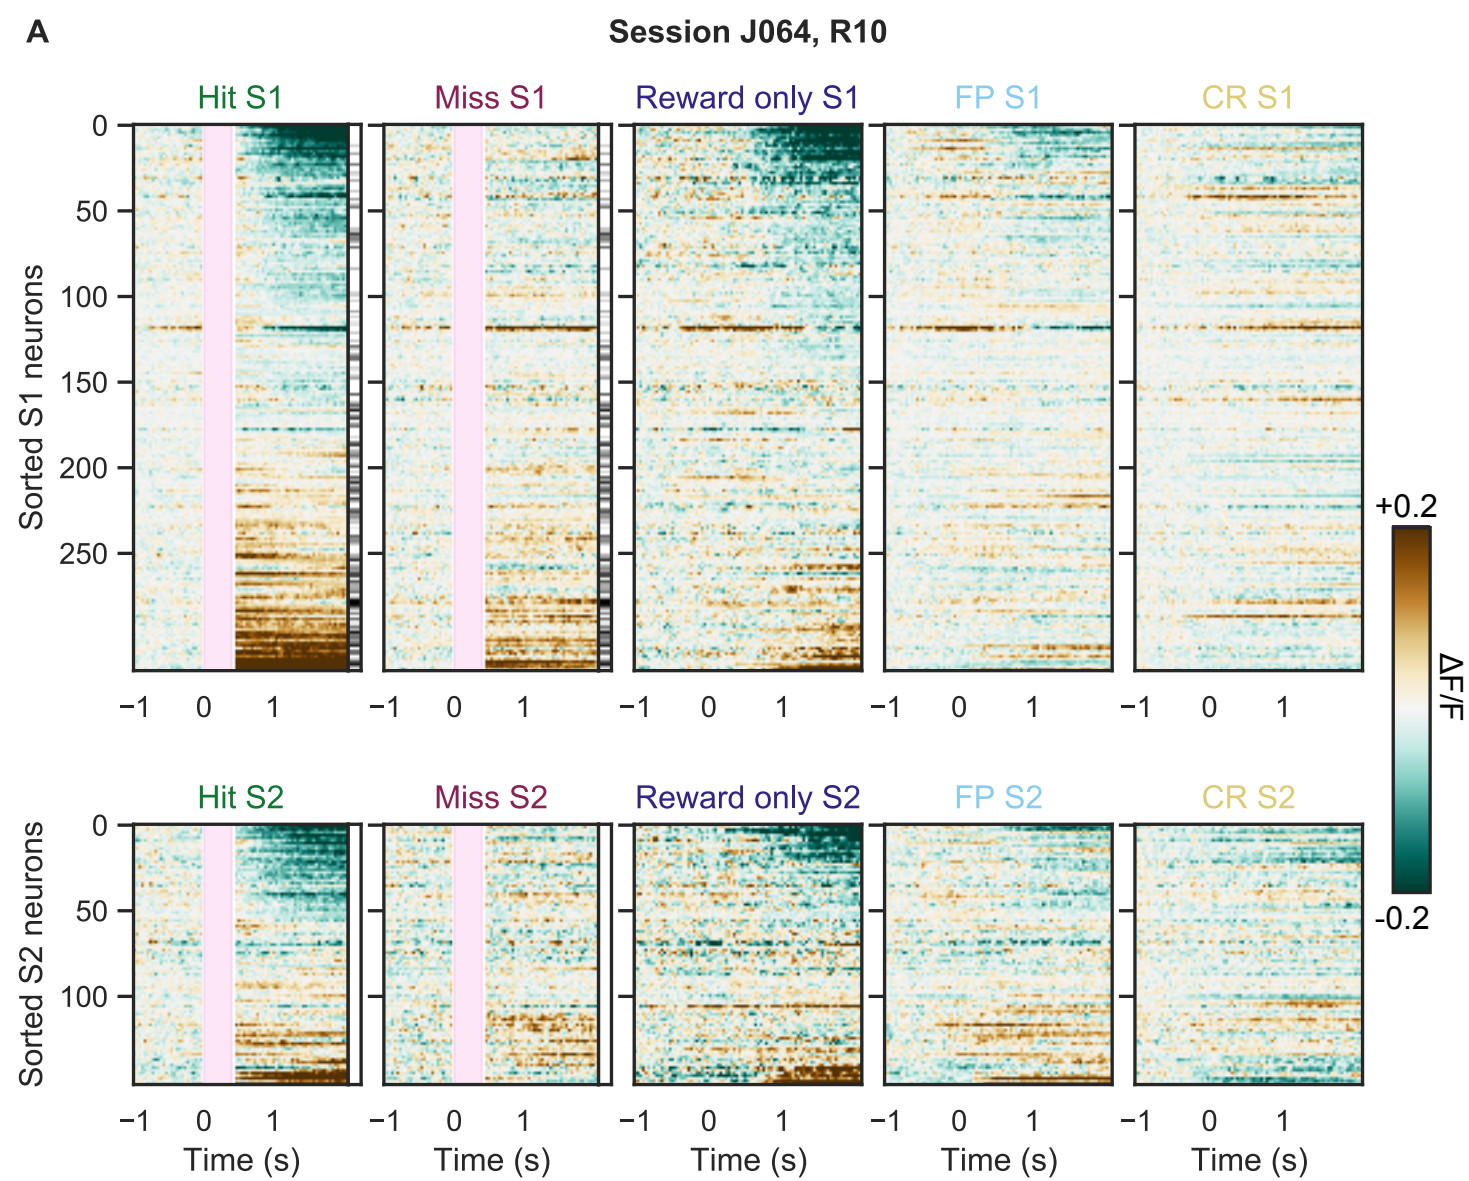 A
Session J064, R10
Hit S1 Miss S1 Reward only S1 FP S1 CR S1
Sorted S1 neurons
0
50
100
150
200
250
−1 0 1 −1 0 1 −1 0 1 −1 0 1 −1 0 1
+0.2
ΔF/F
-0.2
Hit S2 Miss S2 Reward only S2 FP S2 CR S2
Sorted S2 neurons
0
50
100
−1 0 1 −1 0 1 −1 0 1 −1 0 1 −1 0 1
Time (s) Time (s) Time (s) Time (s) Time (s)